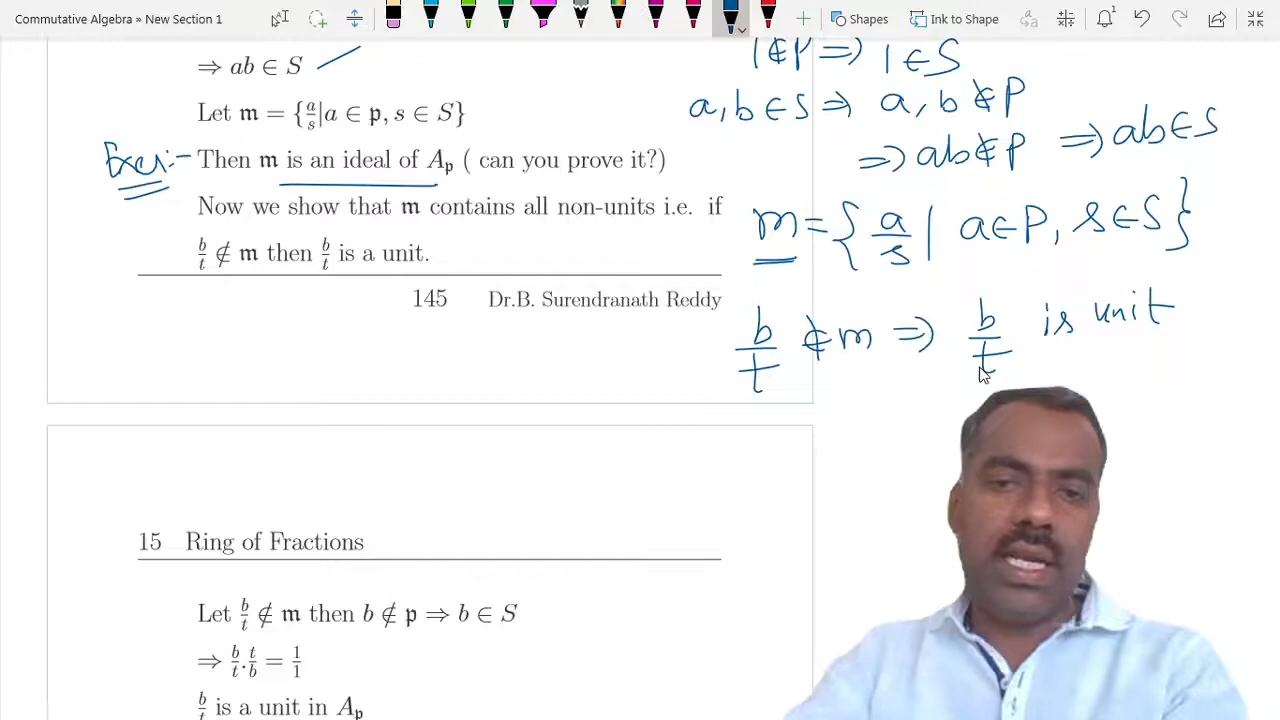 Commutative Algebra » New Section 1
Shapes
Ink to Shape
⇒ ab ∈ S
Let 𝔪 = {a/s | a ∈ 𝔭, s ∈ S}
Exer:- Then 𝔪 is an ideal of A𝔭 ( can you prove it?)
Now we show that 𝔪 contains all non-units i.e. if
b/t ∉ 𝔪 then b/t is a unit.
145 Dr.B. Surendranath Reddy
1 ∉ P ⇒ 1 ∈ S
a, b ∈ S ⇒ a, b ∉ P
⇒ ab ∉ P ⇒ ab ∈ S
m = { a/s | a ∈ P, s ∈ S }
b/t ∉ m ⇒ b/t is unit
15 Ring of Fractions
Let b/t ∉ 𝔪 then b ∉ 𝔭 ⇒ b ∈ S
⇒ b/t . t/b = 1/1
b/t is a unit in A𝔭